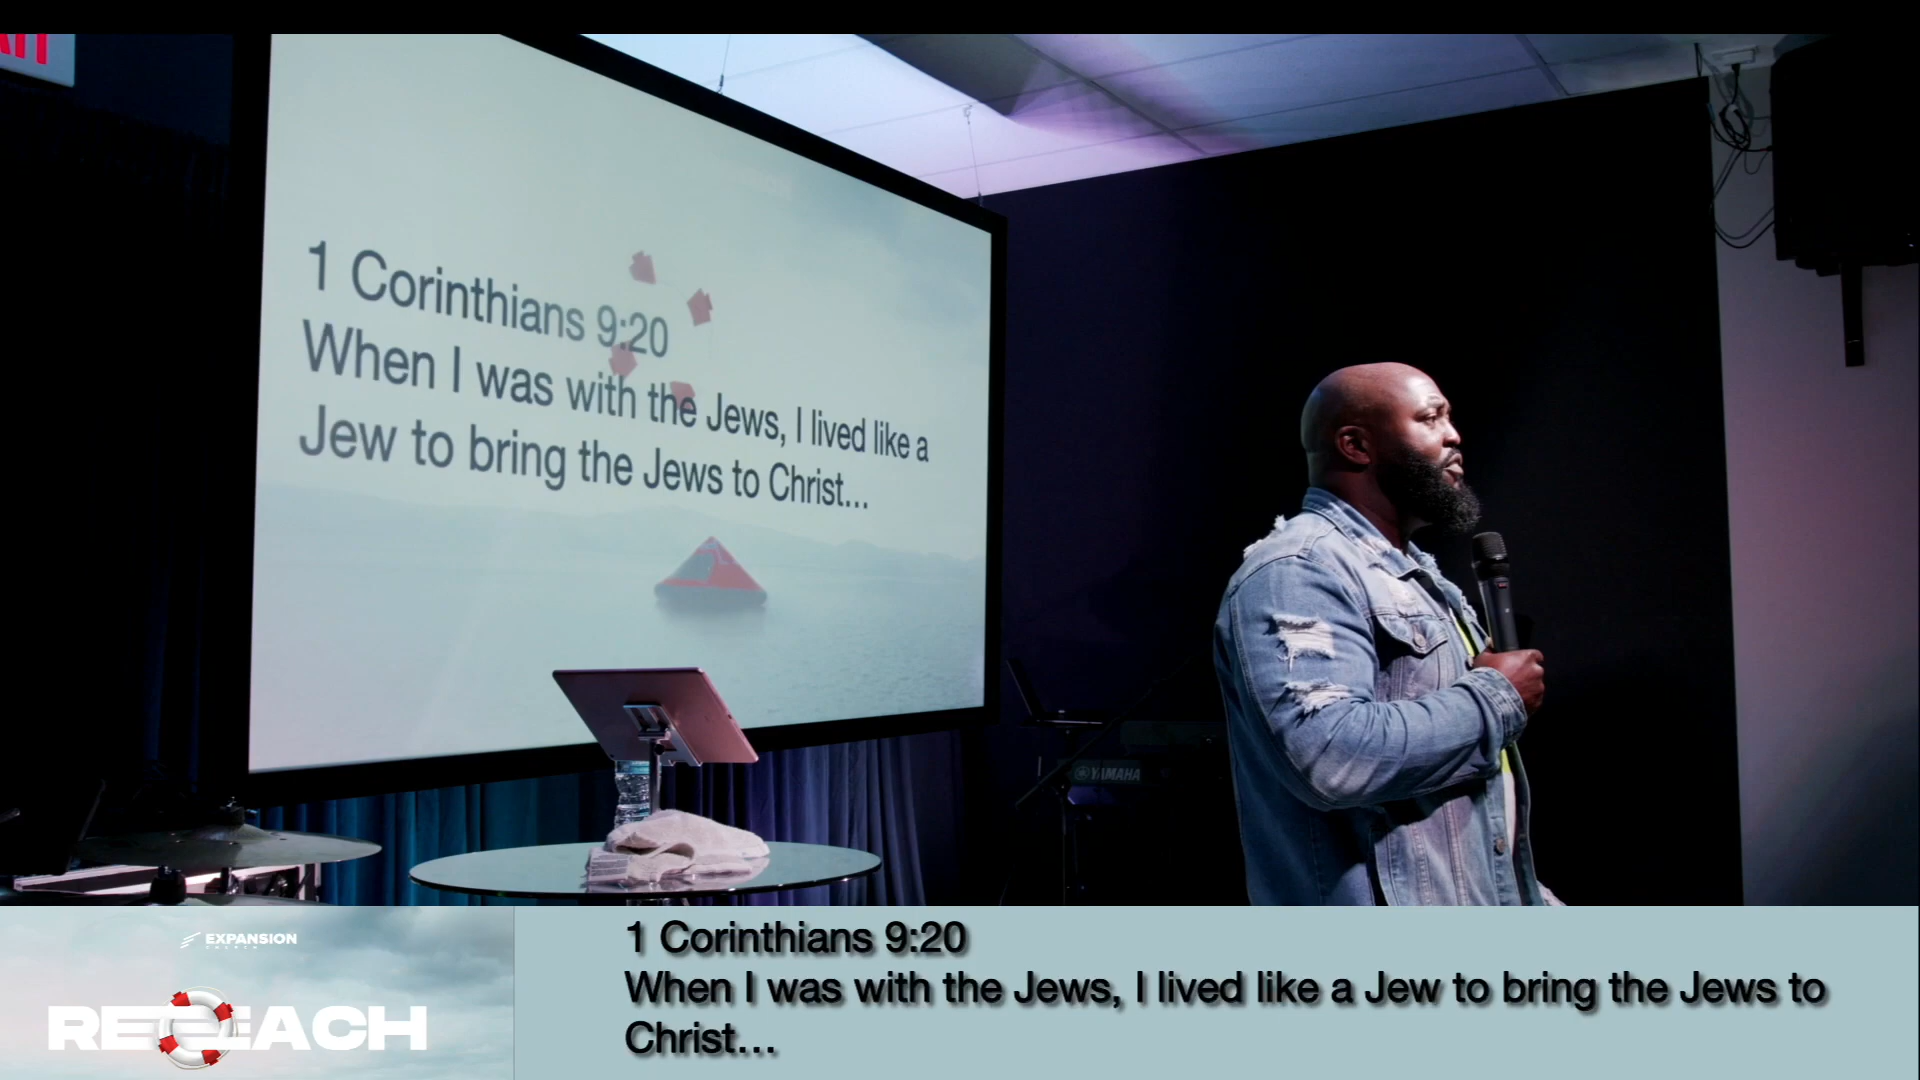 1 Corinthians 9:20
When I was with the Jews, I lived like a
Jew to bring the Jews to Christ...
YAMAHA
EXPANSION
CHURCH
1 Corinthians 9:20
When I was with the Jews, I lived like a Jew to bring the Jews to
Christ...